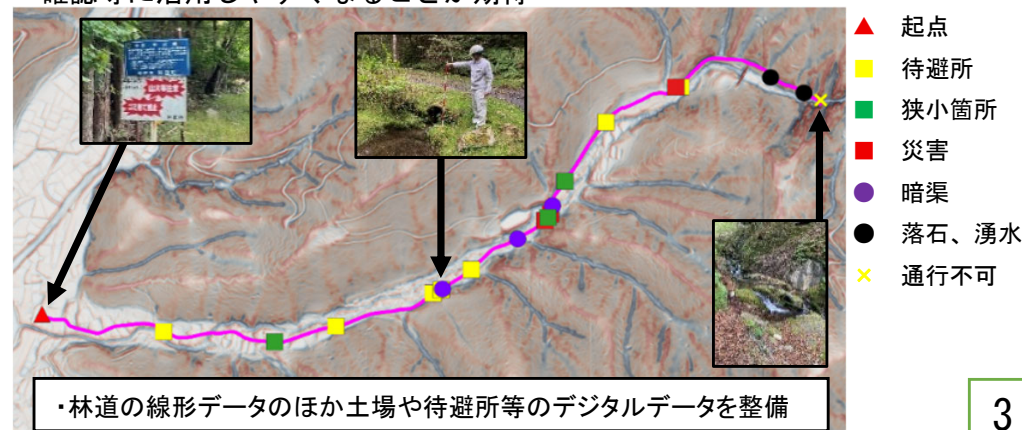 起点
待避所
狭小箇所
災害
暗渠
落石、湧水
通行不可
・林道の線形データのほか土場や待避所等のデジタルデータを整備
3